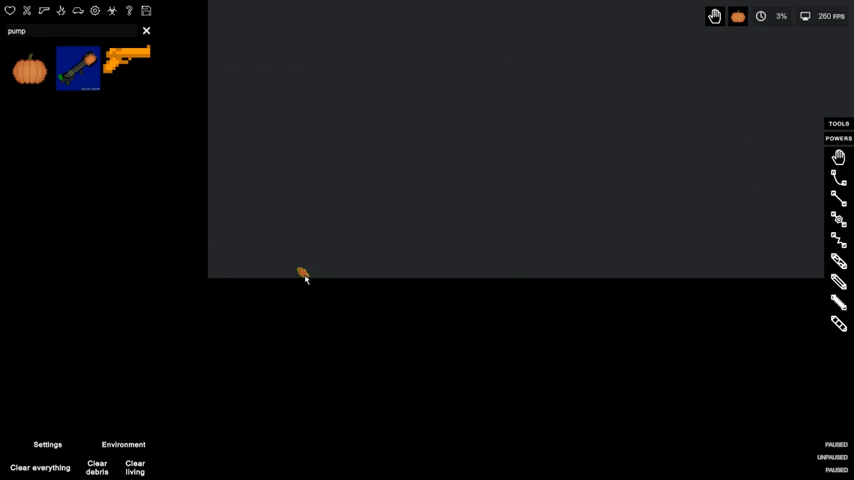 3%
260 FPS
pump
TOOLS
POWERS
Settings
Environment
Clear everything
Clear debris
Clear living
PAUSED
UNPAUSED
PAUSED